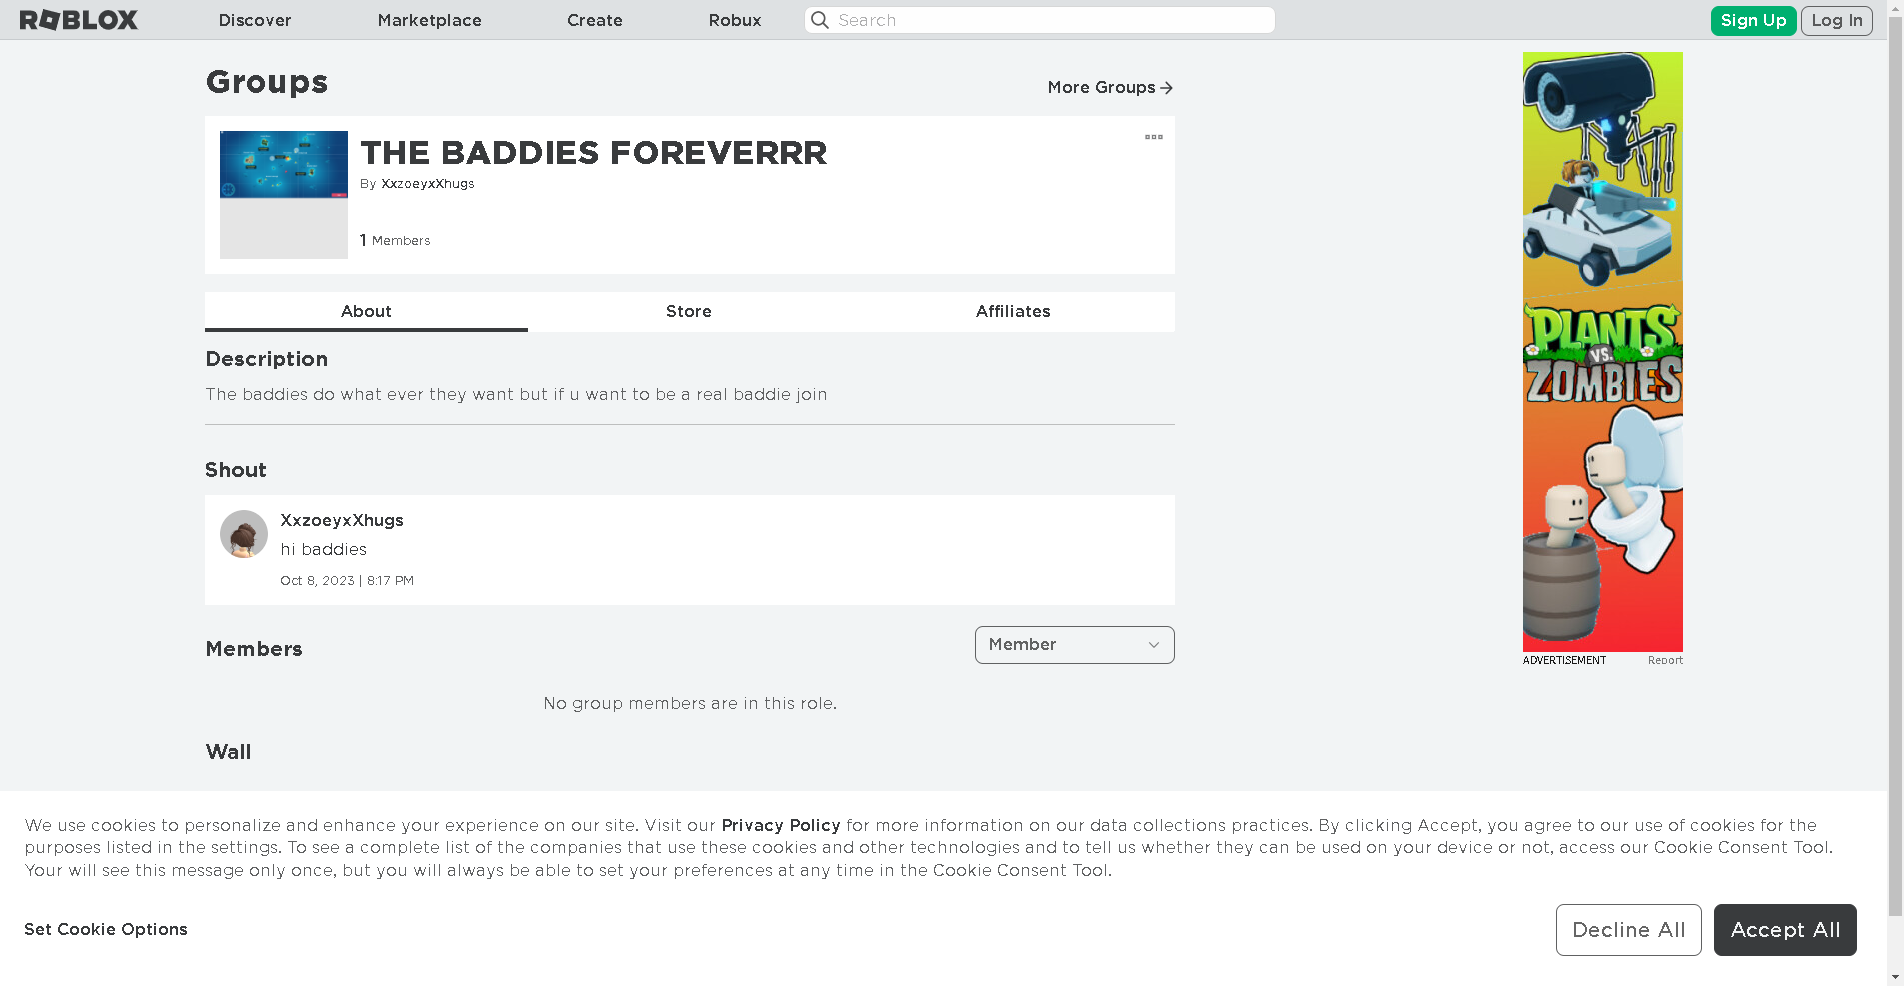 ROBLOX
Discover
Marketplace
Create
Robux
Search
Sign Up
Log In
Groups
More Groups
THE BADDIES FOREVERRR
By XxzoeyxXhugs
1 Members
About
Store
Affiliates
Description
The baddies do what ever they want but if u want to be a real baddie join
Shout
XxzoeyxXhugs
hi baddies
Oct 8, 2023 | 8:17 PM
Members
Member
No group members are in this role.
Wall
PLANTS
VS.
ZOMBIES
ADVERTISEMENT
Report
We use cookies to personalize and enhance your experience on our site. Visit our Privacy Policy for more information on our data collections practices. By clicking Accept, you agree to our use of cookies for the
purposes listed in the settings. To see a complete list of the companies that use these cookies and other technologies and to tell us whether they can be used on your device or not, access our Cookie Consent Tool.
Your will see this message only once, but you will always be able to set your preferences at any time in the Cookie Consent Tool.
Set Cookie Options
Decline All
Accept All